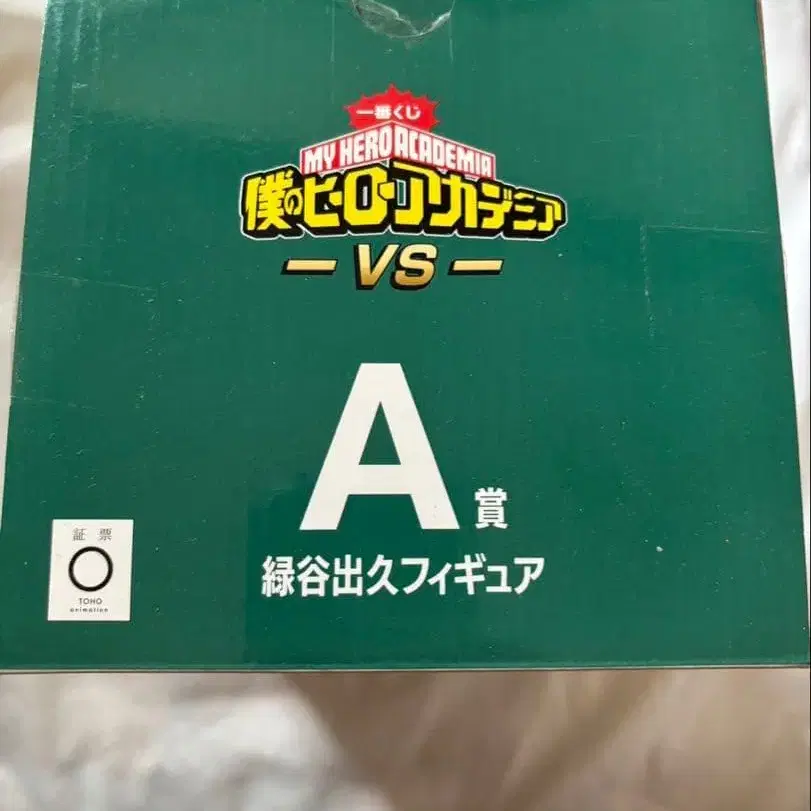 一番くじ
MY HERO ACADEMIA
僕のヒーローアカデミア
VS
A賞
緑谷出久フィギュア
証票
TOHO
animation